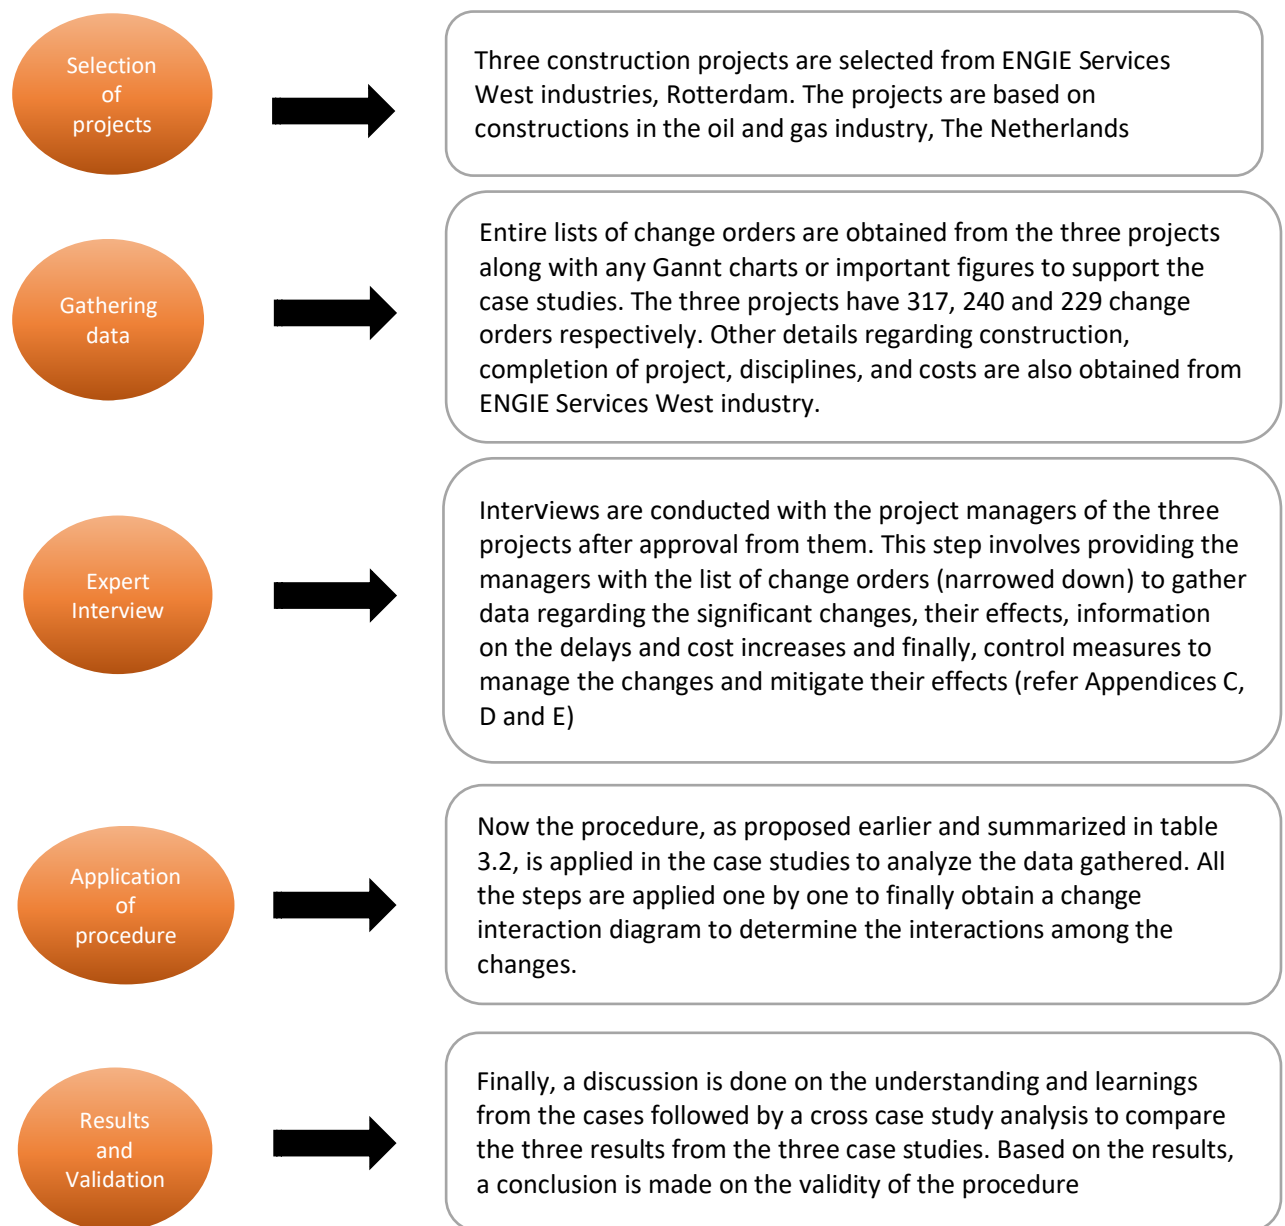 Selection
of
projects
Three construction projects are selected from ENGIE Services
West industries, Rotterdam. The projects are based on
constructions in the oil and gas industry, The Netherlands
Gathering
data
Entire lists of change orders are obtained from the three projects
along with any Gannt charts or important figures to support the
case studies. The three projects have 317, 240 and 229 change
orders respectively. Other details regarding construction,
completion of project, disciplines, and costs are also obtained from
ENGIE Services West industry.
Expert
Interview
Interviews are conducted with the project managers of the three
projects after approval from them. This step involves providing the
managers with the list of change orders (narrowed down) to gather
data regarding the significant changes, their effects, information
on the delays and cost increases and finally, control measures to
manage the changes and mitigate their effects (refer Appendices C,
D and E)
Application
of
procedure
Now the procedure, as proposed earlier and summarized in table
3.2, is applied in the case studies to analyze the data gathered. All
the steps are applied one by one to finally obtain a change
interaction diagram to determine the interactions among the
changes.
Results
and
Validation
Finally, a discussion is done on the understanding and learnings
from the cases followed by a cross case study analysis to compare
the three results from the three case studies. Based on the results,
a conclusion is made on the validity of the procedure